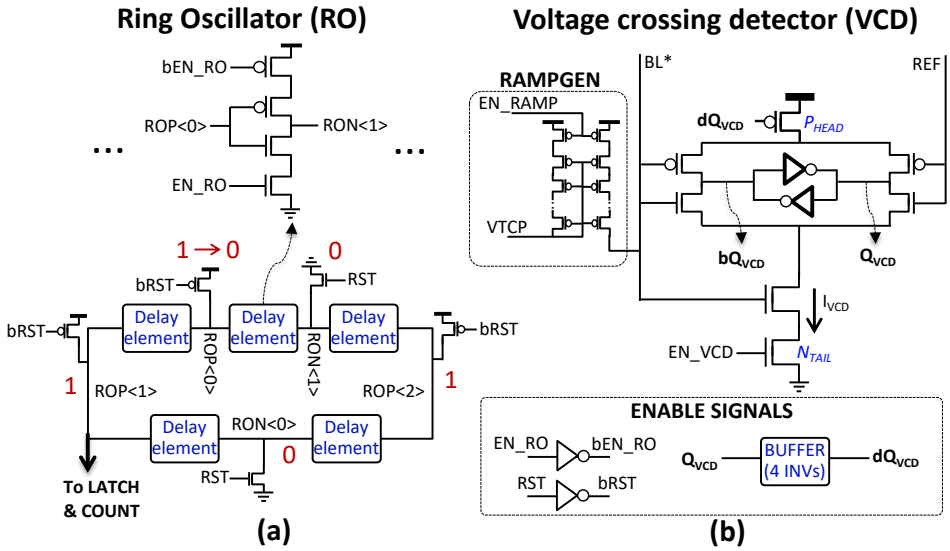 Ring Oscillator (RO)
bEN_RO
ROP<0>
RON<1>
...
...
EN_RO
1 → 0
0
bRST
RST
bRST
Delay element
Delay element
Delay element
bRST
ROP<0>
RON<1>
1
ROP<1>
ROP<2>
1
Delay element
RON<0>
Delay element
0
RST
To LATCH
& COUNT
(a)
Voltage crossing detector (VCD)
BL*
REF
RAMPGEN
EN_RAMP
VTCP
dQVCD
PHEAD
bQVCD
QVCD
IVCD
EN_VCD
NTAIL
ENABLE SIGNALS
EN_RO
bEN_RO
RST
bRST
QVCD
BUFFER
(4 INVs)
dQVCD
(b)